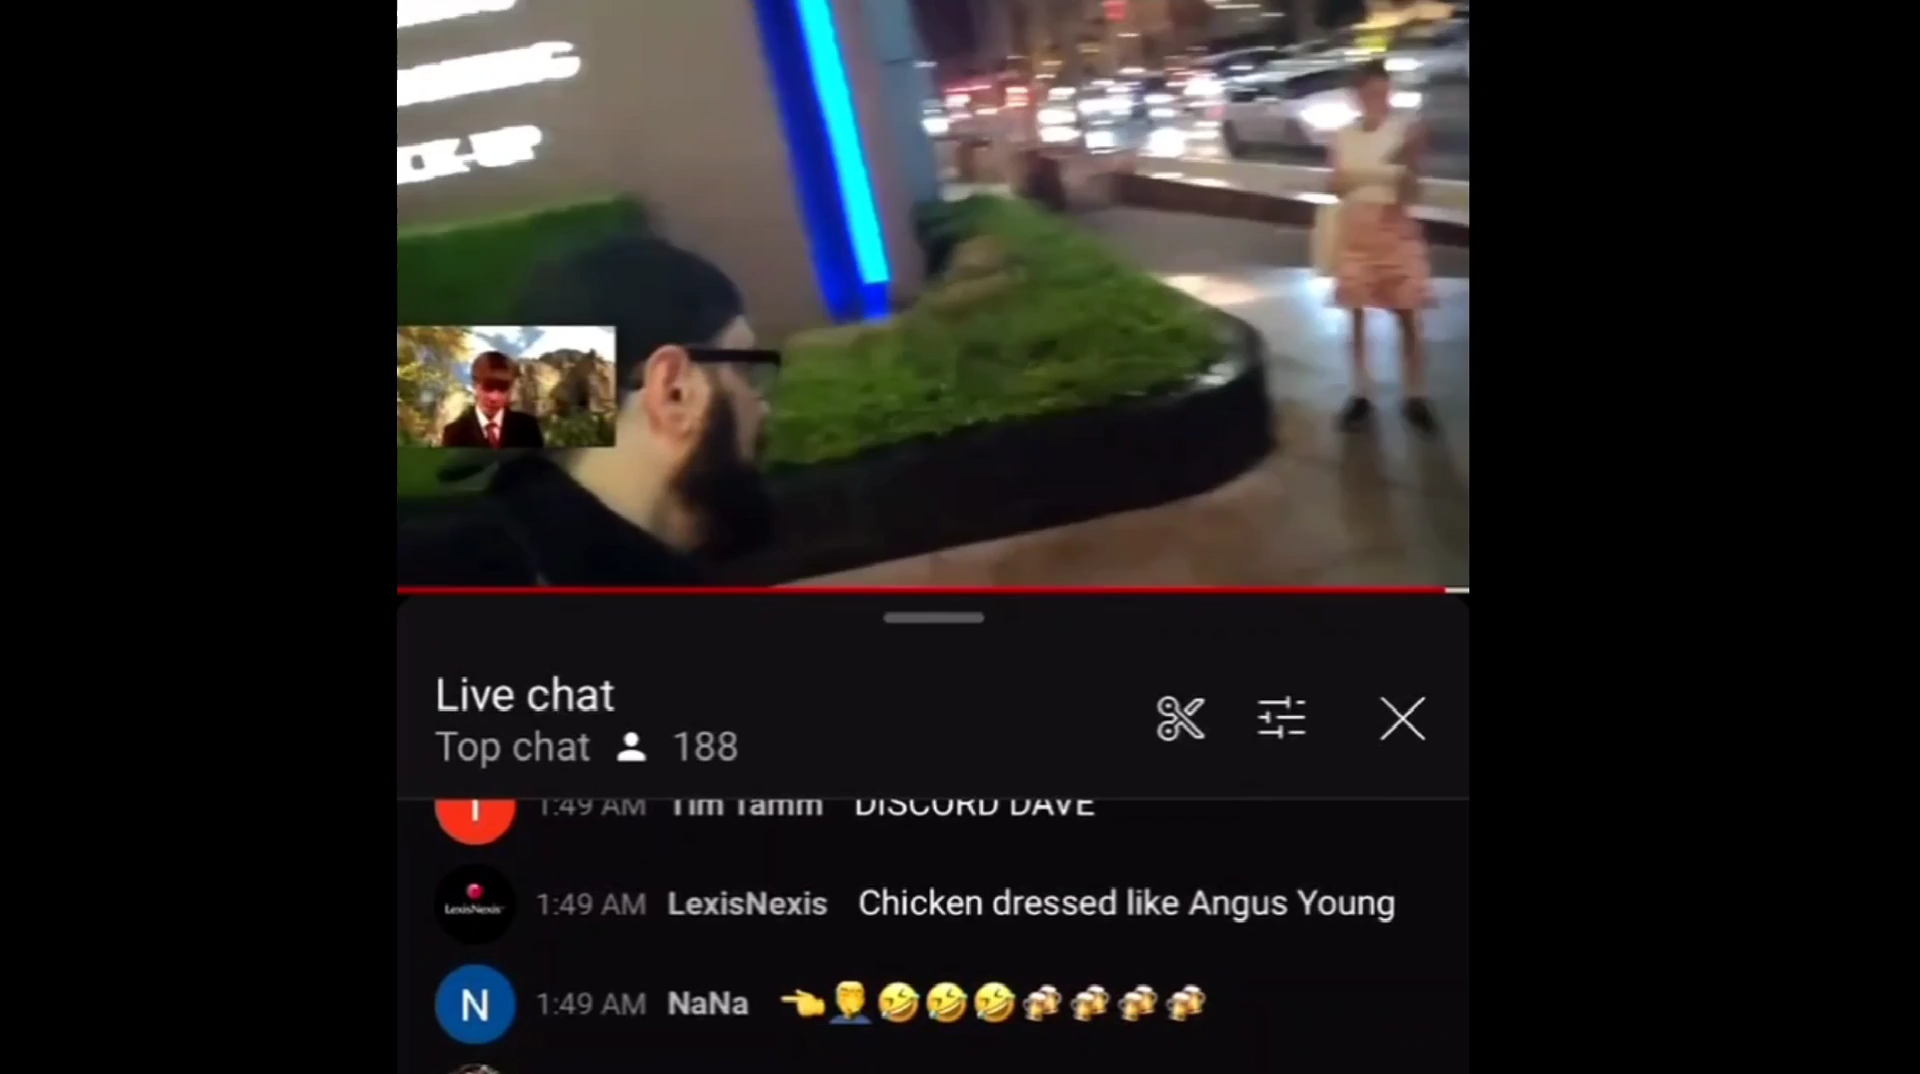 Live chat
Top chat 188
1:49 AM Tim Tamm DISCORD DAVE
LexisNexis
1:49 AM LexisNexis Chicken dressed like Angus Young
N
1:49 AM NaNa 👈🤦🤣🤣🤣🍻🍻🍻🍻